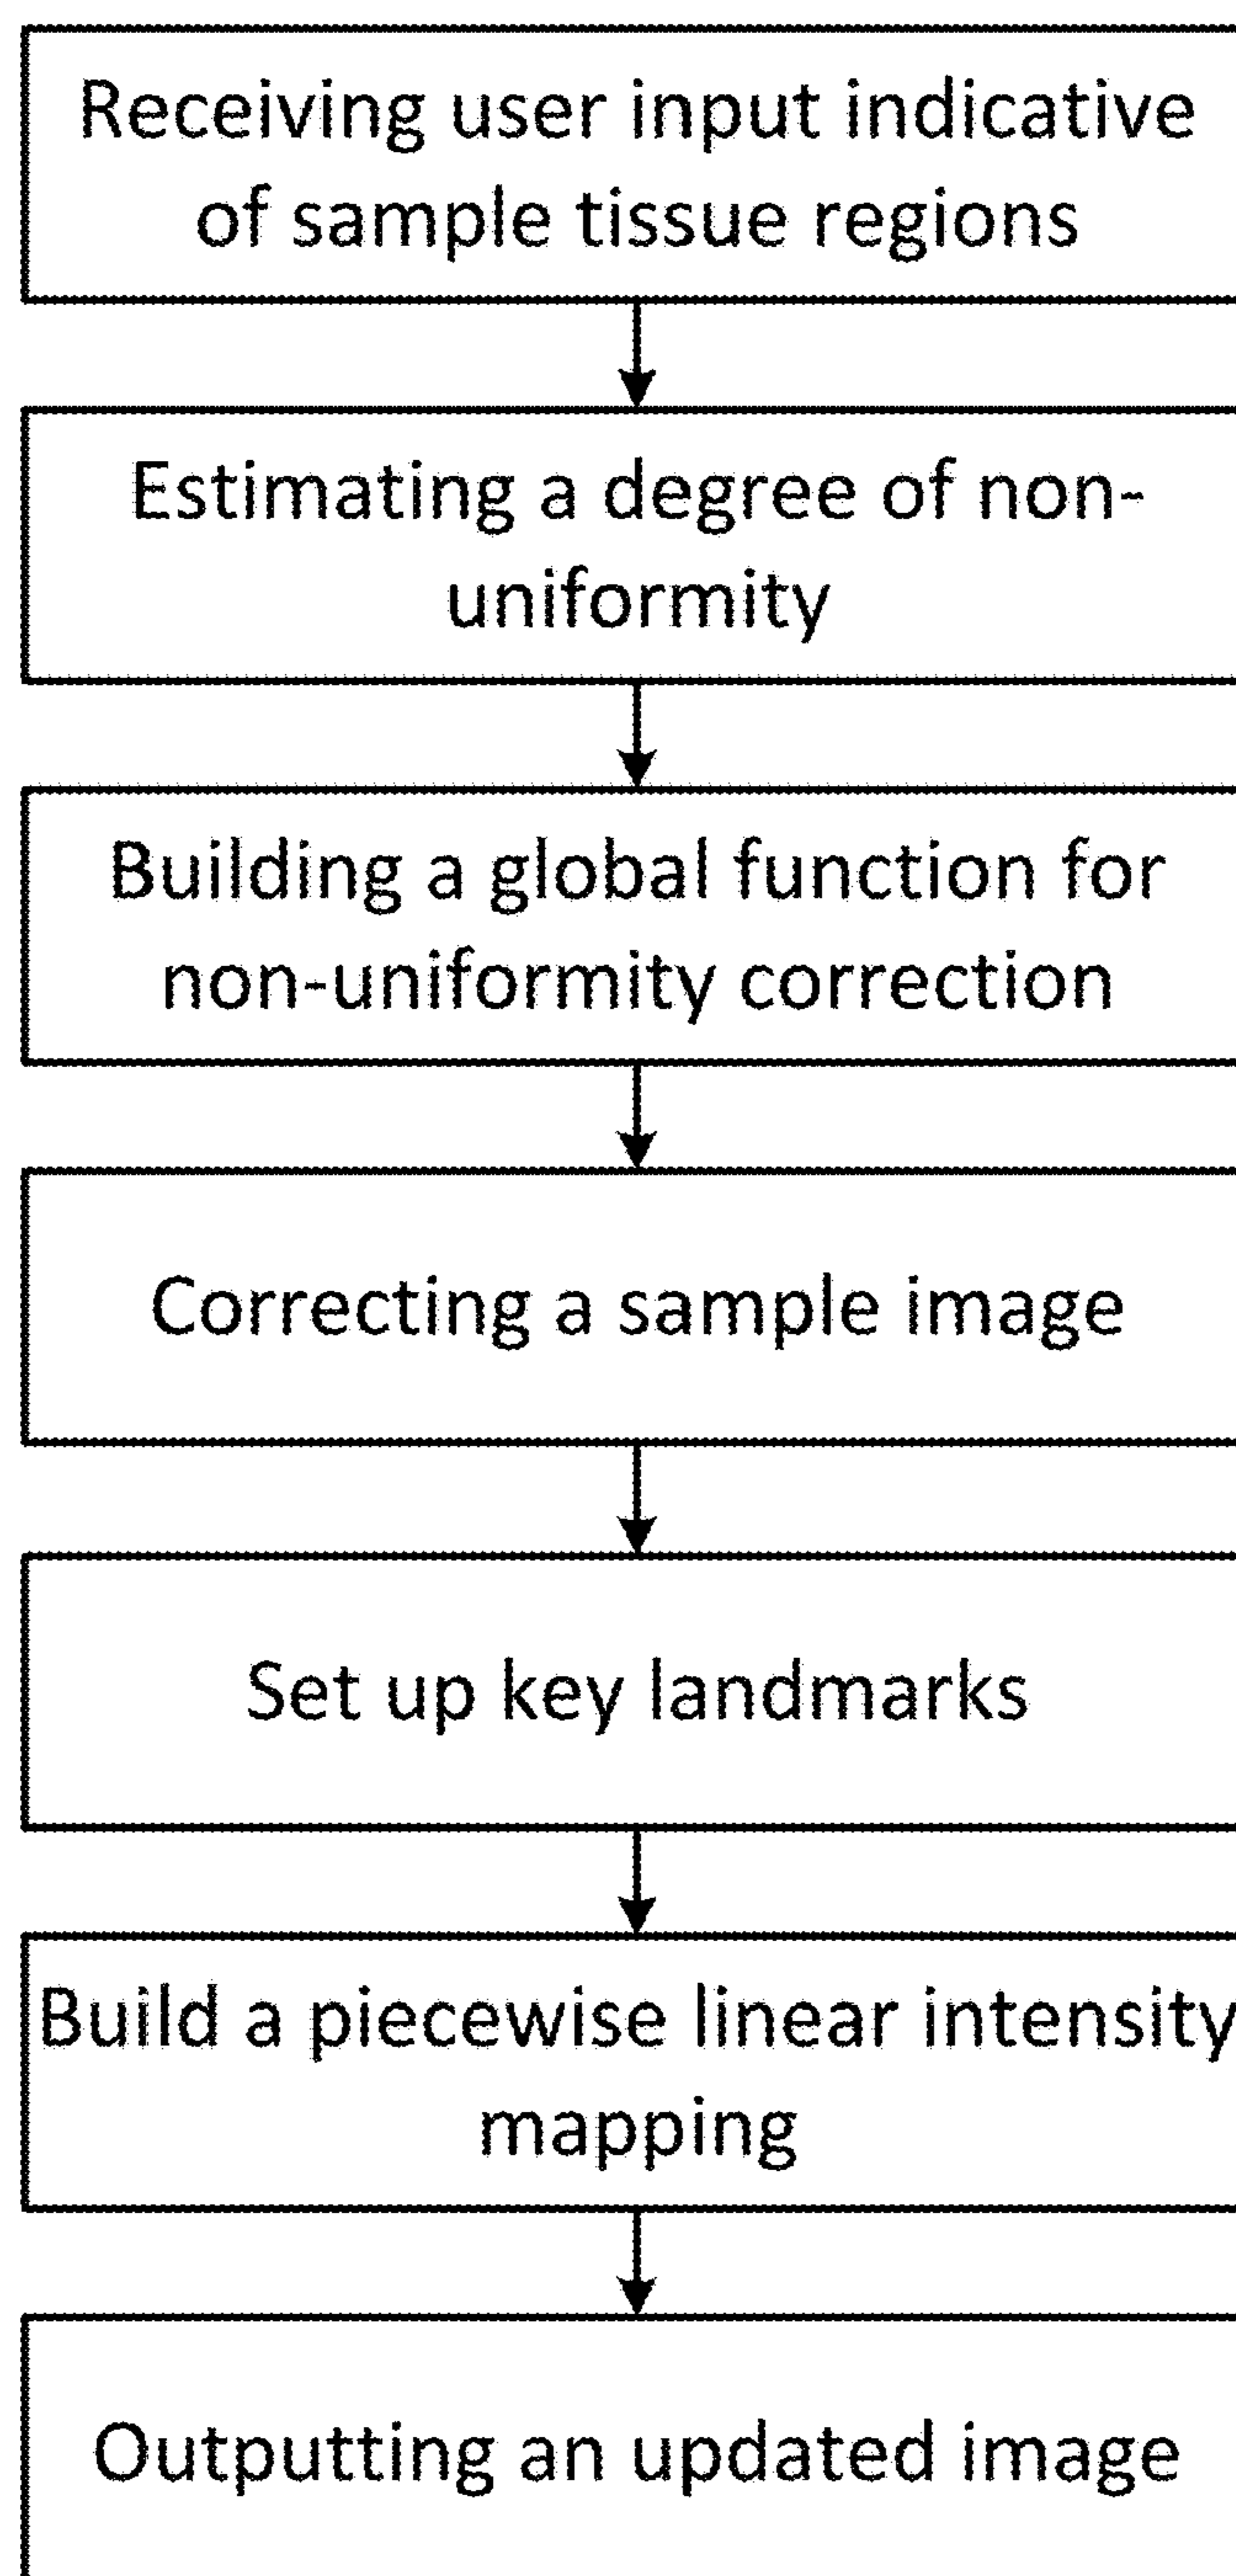 Receiving user input indicative
of sample tissue regions
Estimating a degree of non-
uniformity
Building a global function for
non-uniformity correction
Correcting a sample image
Set up key landmarks
Build a piecewise linear intensity
mapping
Outputting an updated image